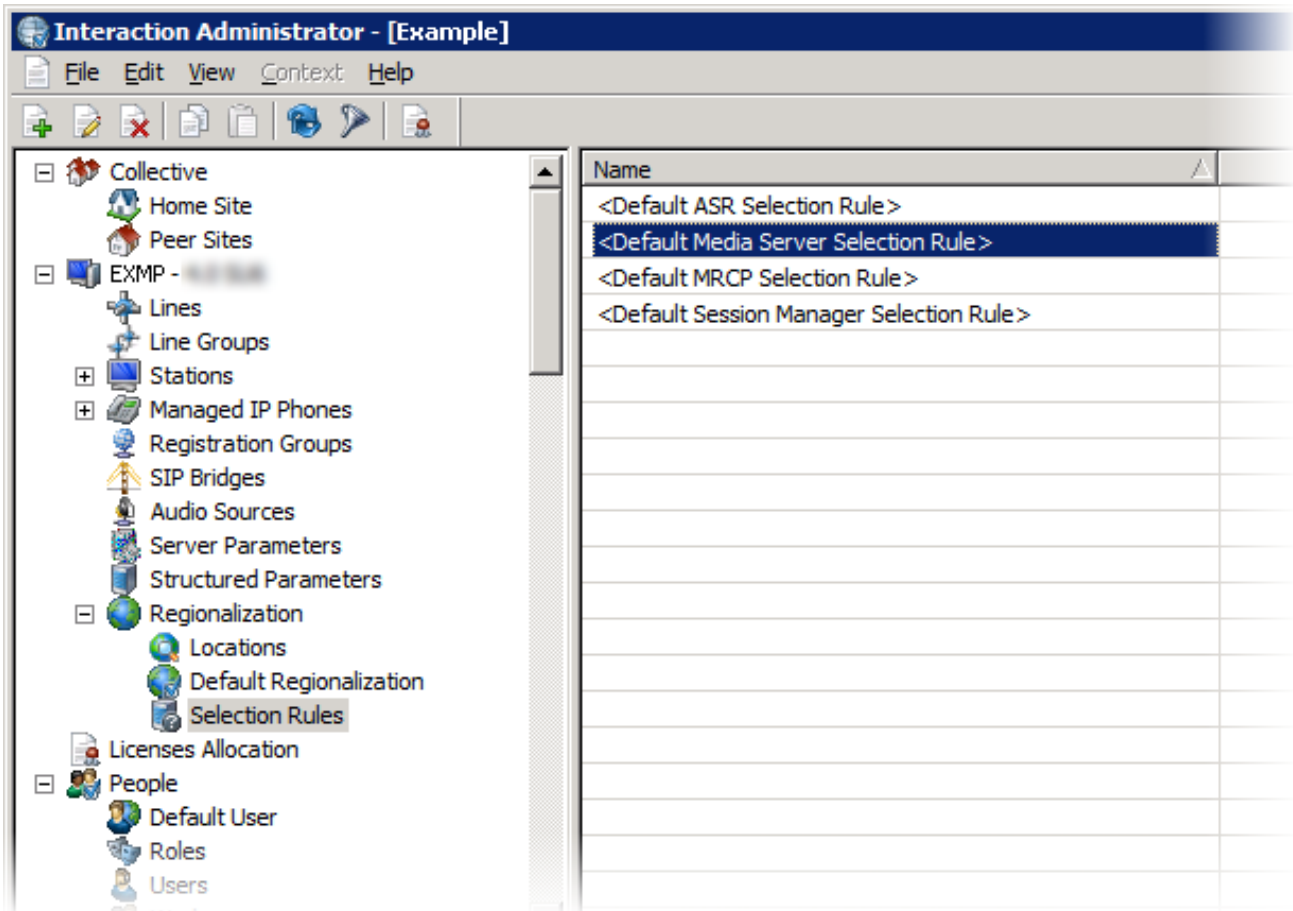 Interaction Administrator - [Example]
File Edit View Context Help
Collective
Home Site
Peer Sites
EXMP -
Lines
Line Groups
Stations
Managed IP Phones
Registration Groups
SIP Bridges
Audio Sources
Server Parameters
Structured Parameters
Regionalization
Locations
Default Regionalization
Selection Rules
Licenses Allocation
People
Default User
Roles
Users
Name
<Default ASR Selection Rule>
<Default Media Server Selection Rule>
<Default MRCP Selection Rule>
<Default Session Manager Selection Rule>